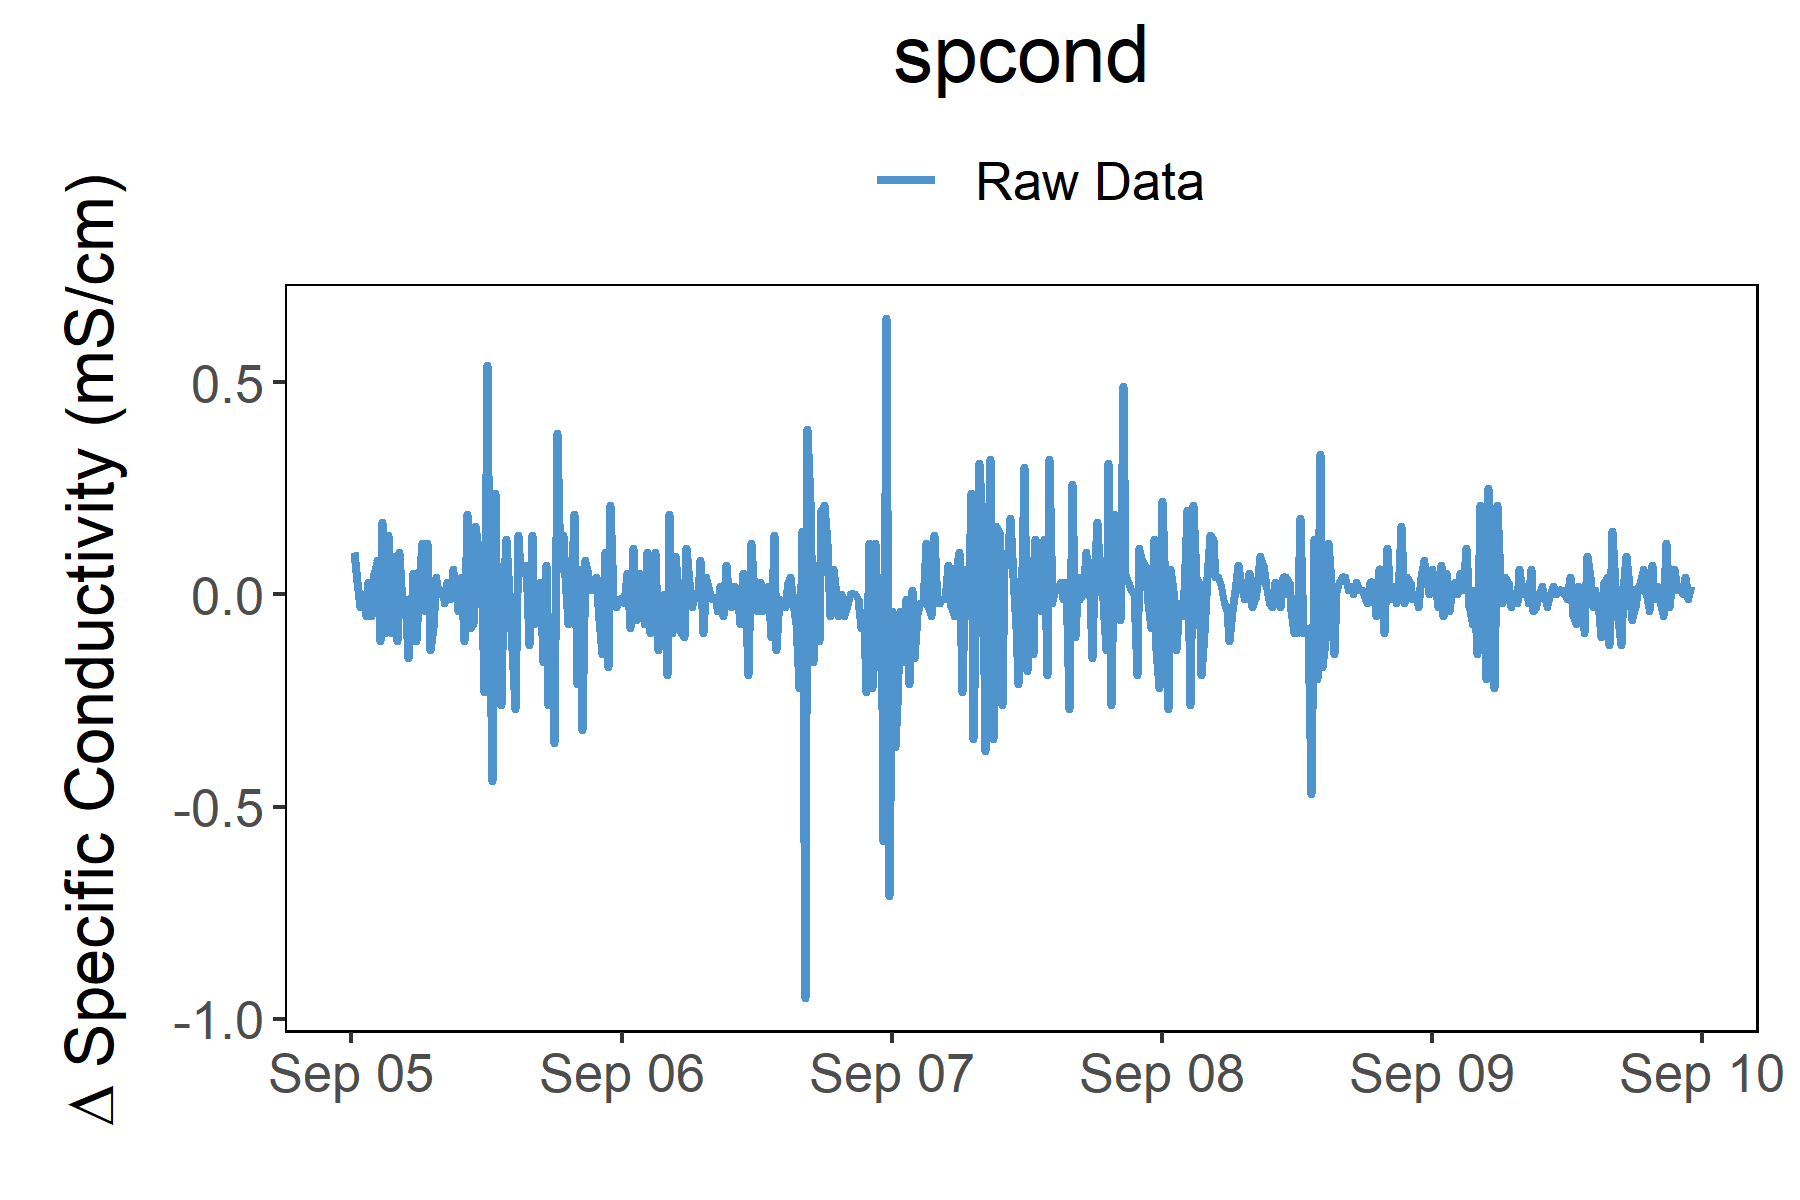 spcond
Raw Data
Δ Specific Conductivity (mS/cm)
0.5
0.0
-0.5
-1.0
Sep 05 Sep 06 Sep 07 Sep 08 Sep 09 Sep 10